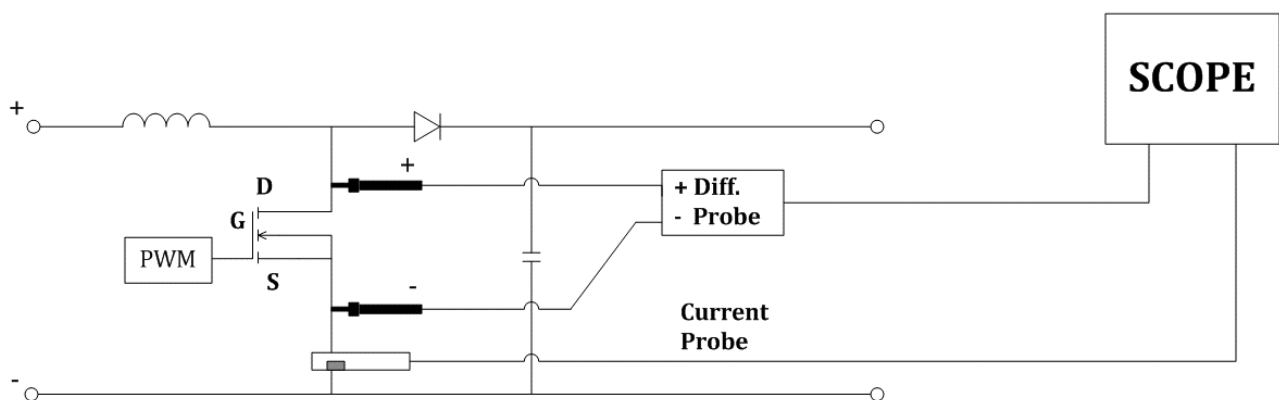 SCOPE
+
+
D
+ Diff.
- Probe
G
PWM
S
-
Current
Probe
-